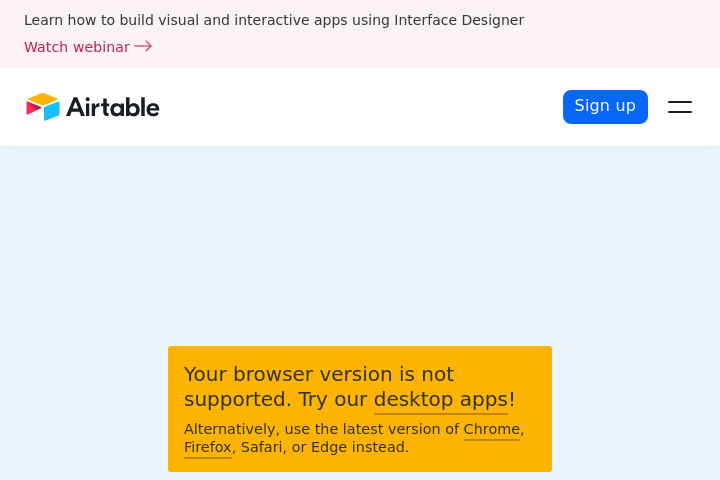 Learn how to build visual and interactive apps using Interface Designer
Watch webinar
Airtable
Sign up
Your browser version is not
supported. Try our desktop apps!
Alternatively, use the latest version of Chrome,
Firefox, Safari, or Edge instead.